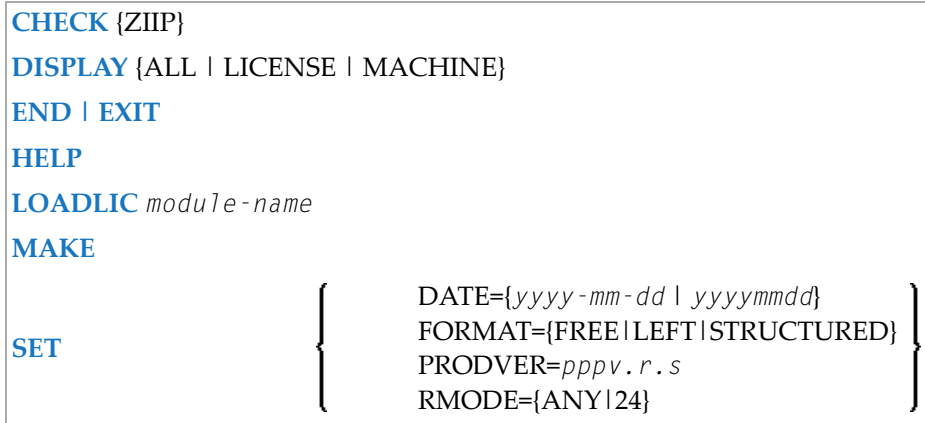 CHECK {ZIIP}
DISPLAY {ALL | LICENSE | MACHINE}
END | EXIT
HELP
LOADLIC module-name
MAKE
SET
DATE={yyyy-mm-dd | yyyymmdd}
FORMAT={FREE|LEFT|STRUCTURED}
PRODVER=pppv.r.s
RMODE={ANY|24}